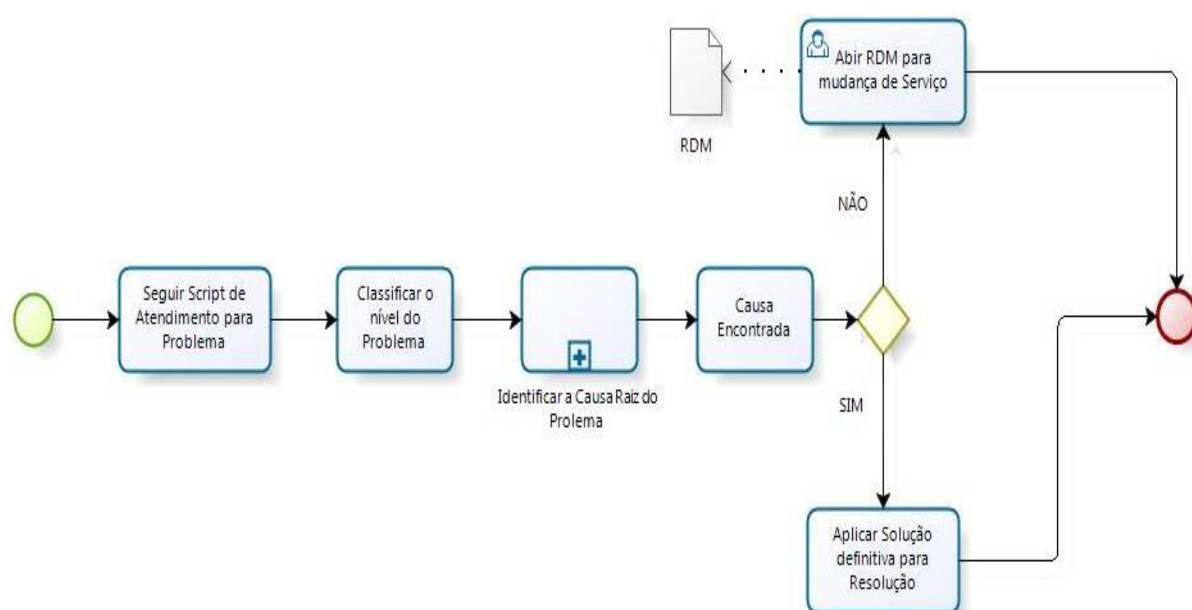 Abir RDM para
mudança de Serviço
RDM
NÃO
Seguir Script de
Atendimento para
Problema
Classificar o
nível do
Problema
Identificar a Causa Raiz do
Prolema
Causa
Encontrada
SIM
Aplicar Solução
definitiva para
Resolução